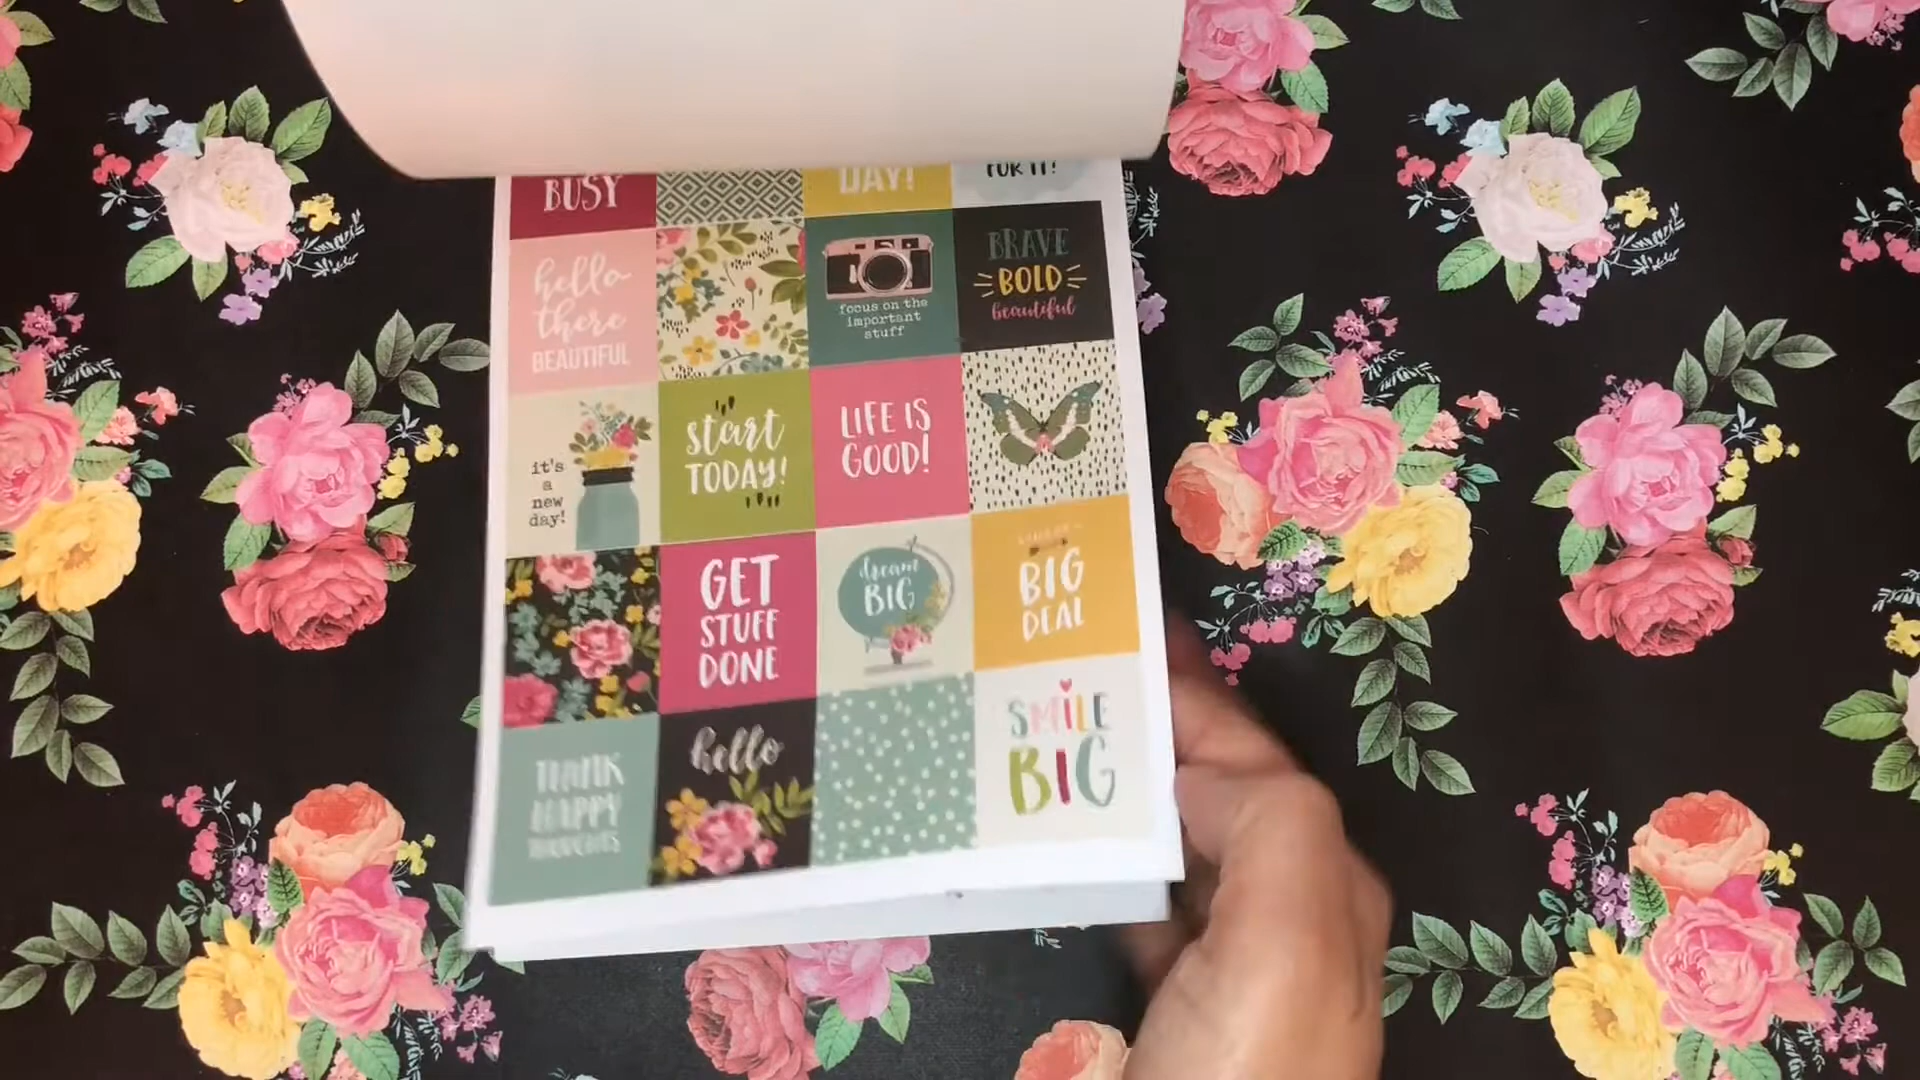 BUSY
DAY!
FOR IT!
hello
there
BEAUTIFUL
focus on the
important
stuff
BRAVE
BOLD
beautiful
it's
a
new
day!
start
TODAY!
LIFE IS
GOOD!
GET
STUFF
DONE
dream
BIG
BIG
DEAL
THINK
HAPPY
THOUGHTS
hello
SMILE
BIG